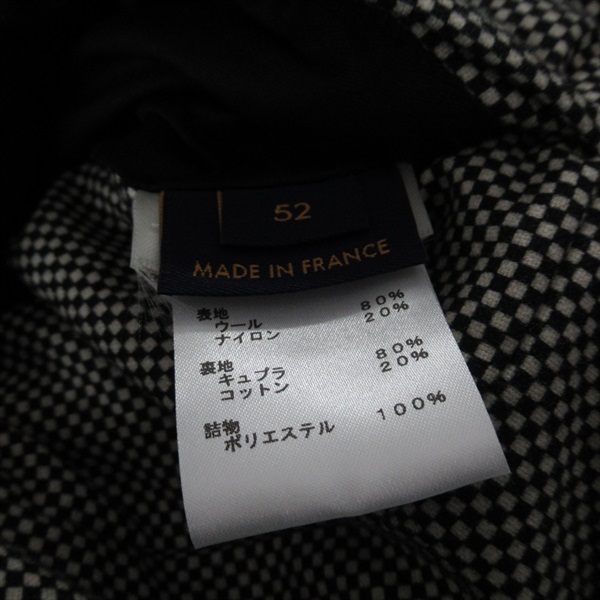 52
MADE IN FRANCE
表地
ウール 80%
ナイロン 20%
裏地
キュプラ 80%
コットン 20%
詰物
ポリエステル 100%